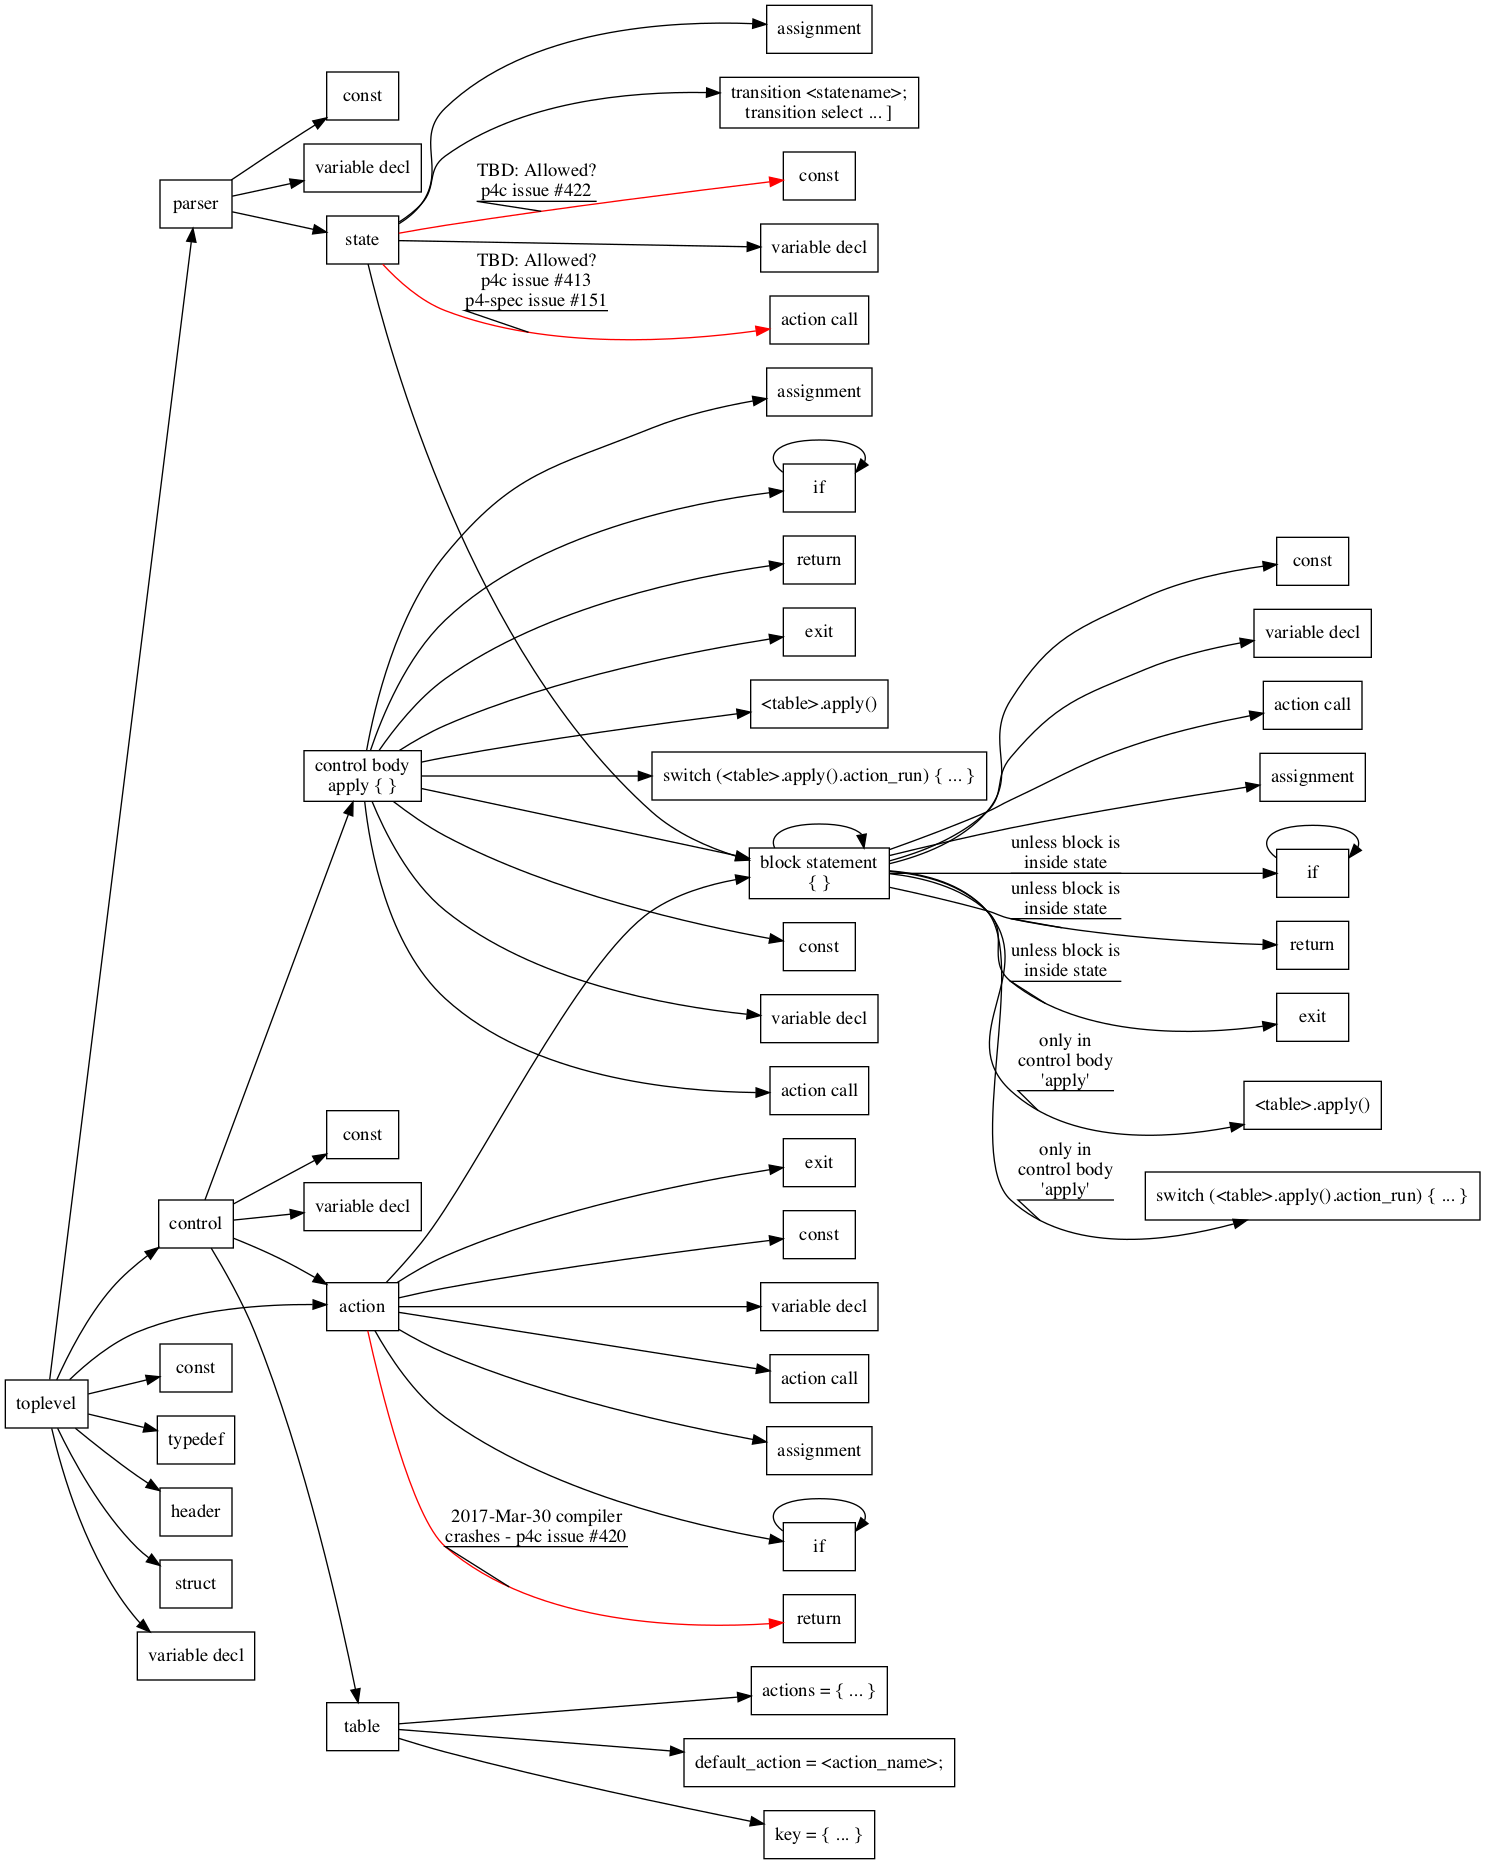 assignment
const
transition <statename>;
transition select ... ]
variable decl
TBD: Allowed?
p4c issue #422
const
parser
state
variable decl
TBD: Allowed?
p4c issue #413
p4-spec issue #151
action call
assignment
if
return
const
exit
variable decl
<table>.apply()
action call
control body
apply { }
switch (<table>.apply().action_run) { ... }
assignment
block statement
{ }
unless block is
inside state
if
unless block is
inside state
return
const
unless block is
inside state
exit
variable decl
only in
control body
'apply'
action call
<table>.apply()
const
exit
only in
control body
'apply'
switch (<table>.apply().action_run) { ... }
variable decl
control
const
action
variable decl
const
action call
toplevel
typedef
assignment
header
2017-Mar-30 compiler
crashes - p4c issue #420
if
struct
return
variable decl
actions = { ... }
table
default_action = <action_name>;
key = { ... }